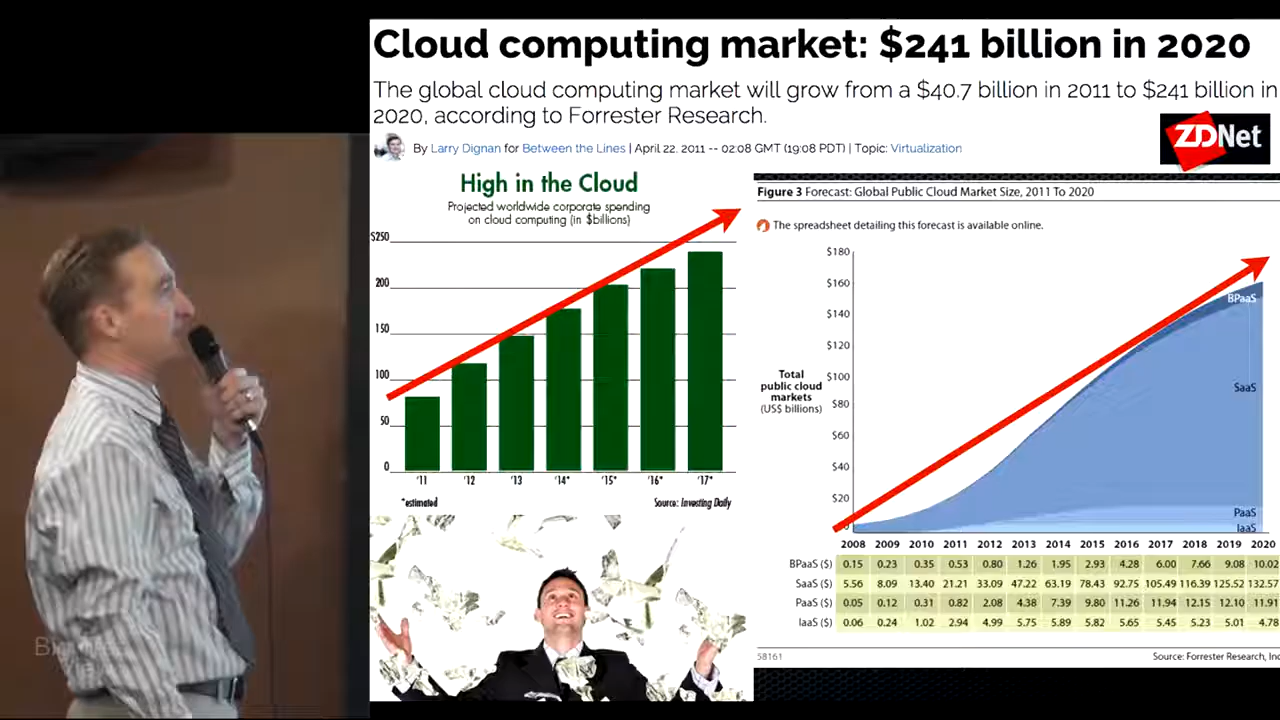 Cloud computing market: $241 billion in 2020
The global cloud computing market will grow from a $40.7 billion in 2011 to $241 billion in
2020, according to Forrester Research.
By Larry Dignan for Between the Lines | April 22, 2011 -- 02:08 GMT (19:08 PDT) | Topic: Virtualization
ZDNet
High in the Cloud
Projected worldwide corporate spending
on cloud computing (in $billions)
$250
200
150
100
50
0
'11 '12 '13 '14* '15* '16* '17*
*estimated Source: Investing Daily
Figure 3 Forecast: Global Public Cloud Market Size, 2011 To 2020
The spreadsheet detailing this forecast is available online.
$180
$160
$140
$120
$100
$80
$60
$40
$20
0
Total
public cloud
markets
(US$ billions)
BPaaS
SaaS
PaaS
IaaS
2008 2009 2010 2011 2012 2013 2014 2015 2016 2017 2018 2019 2020
BPaaS ($) 0.15 0.23 0.35 0.53 0.80 1.26 1.95 2.93 4.28 6.00 7.66 9.08 10.02
SaaS ($) 5.56 8.09 13.40 21.21 33.09 47.22 63.19 78.43 92.75 105.49 116.39 125.52 132.57
PaaS ($) 0.05 0.12 0.31 0.82 2.08 4.38 7.39 9.80 11.26 11.94 12.15 12.10 11.91
IaaS ($) 0.06 0.24 1.02 2.94 4.99 5.75 5.89 5.82 5.65 5.45 5.23 5.01 4.78
58161 Source: Forrester Research, Inc